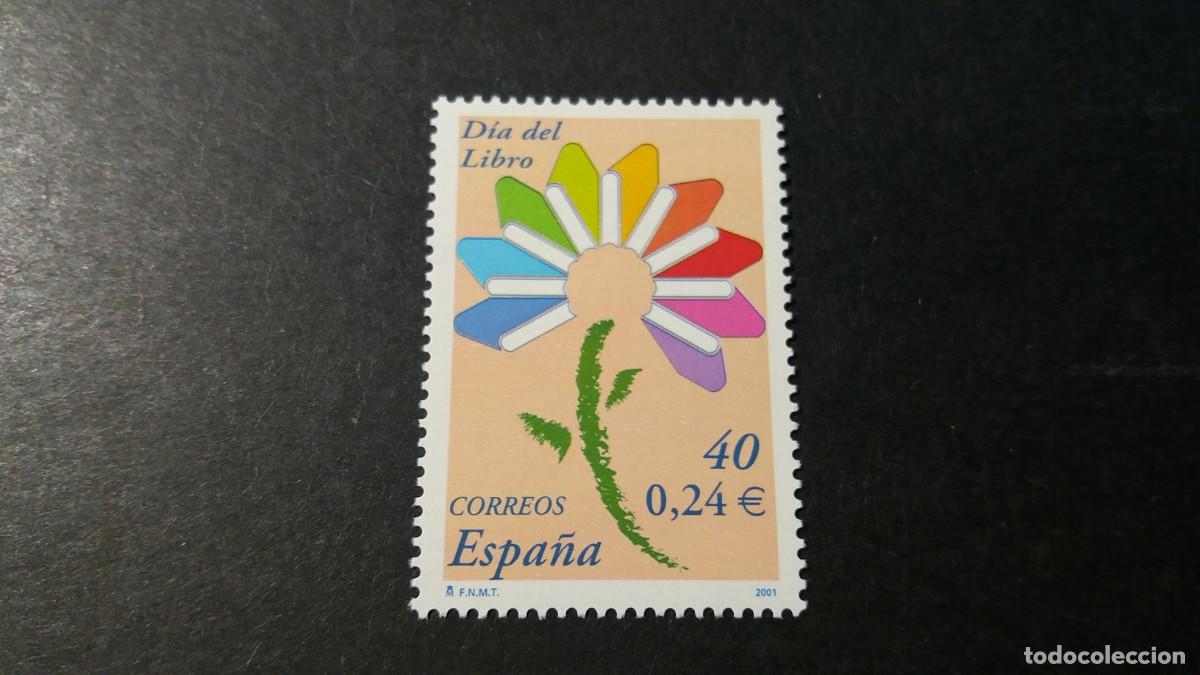 Día del
Libro
40
0,24 €
CORREOS
España
F.N.M.T.
2001
todocoleccion